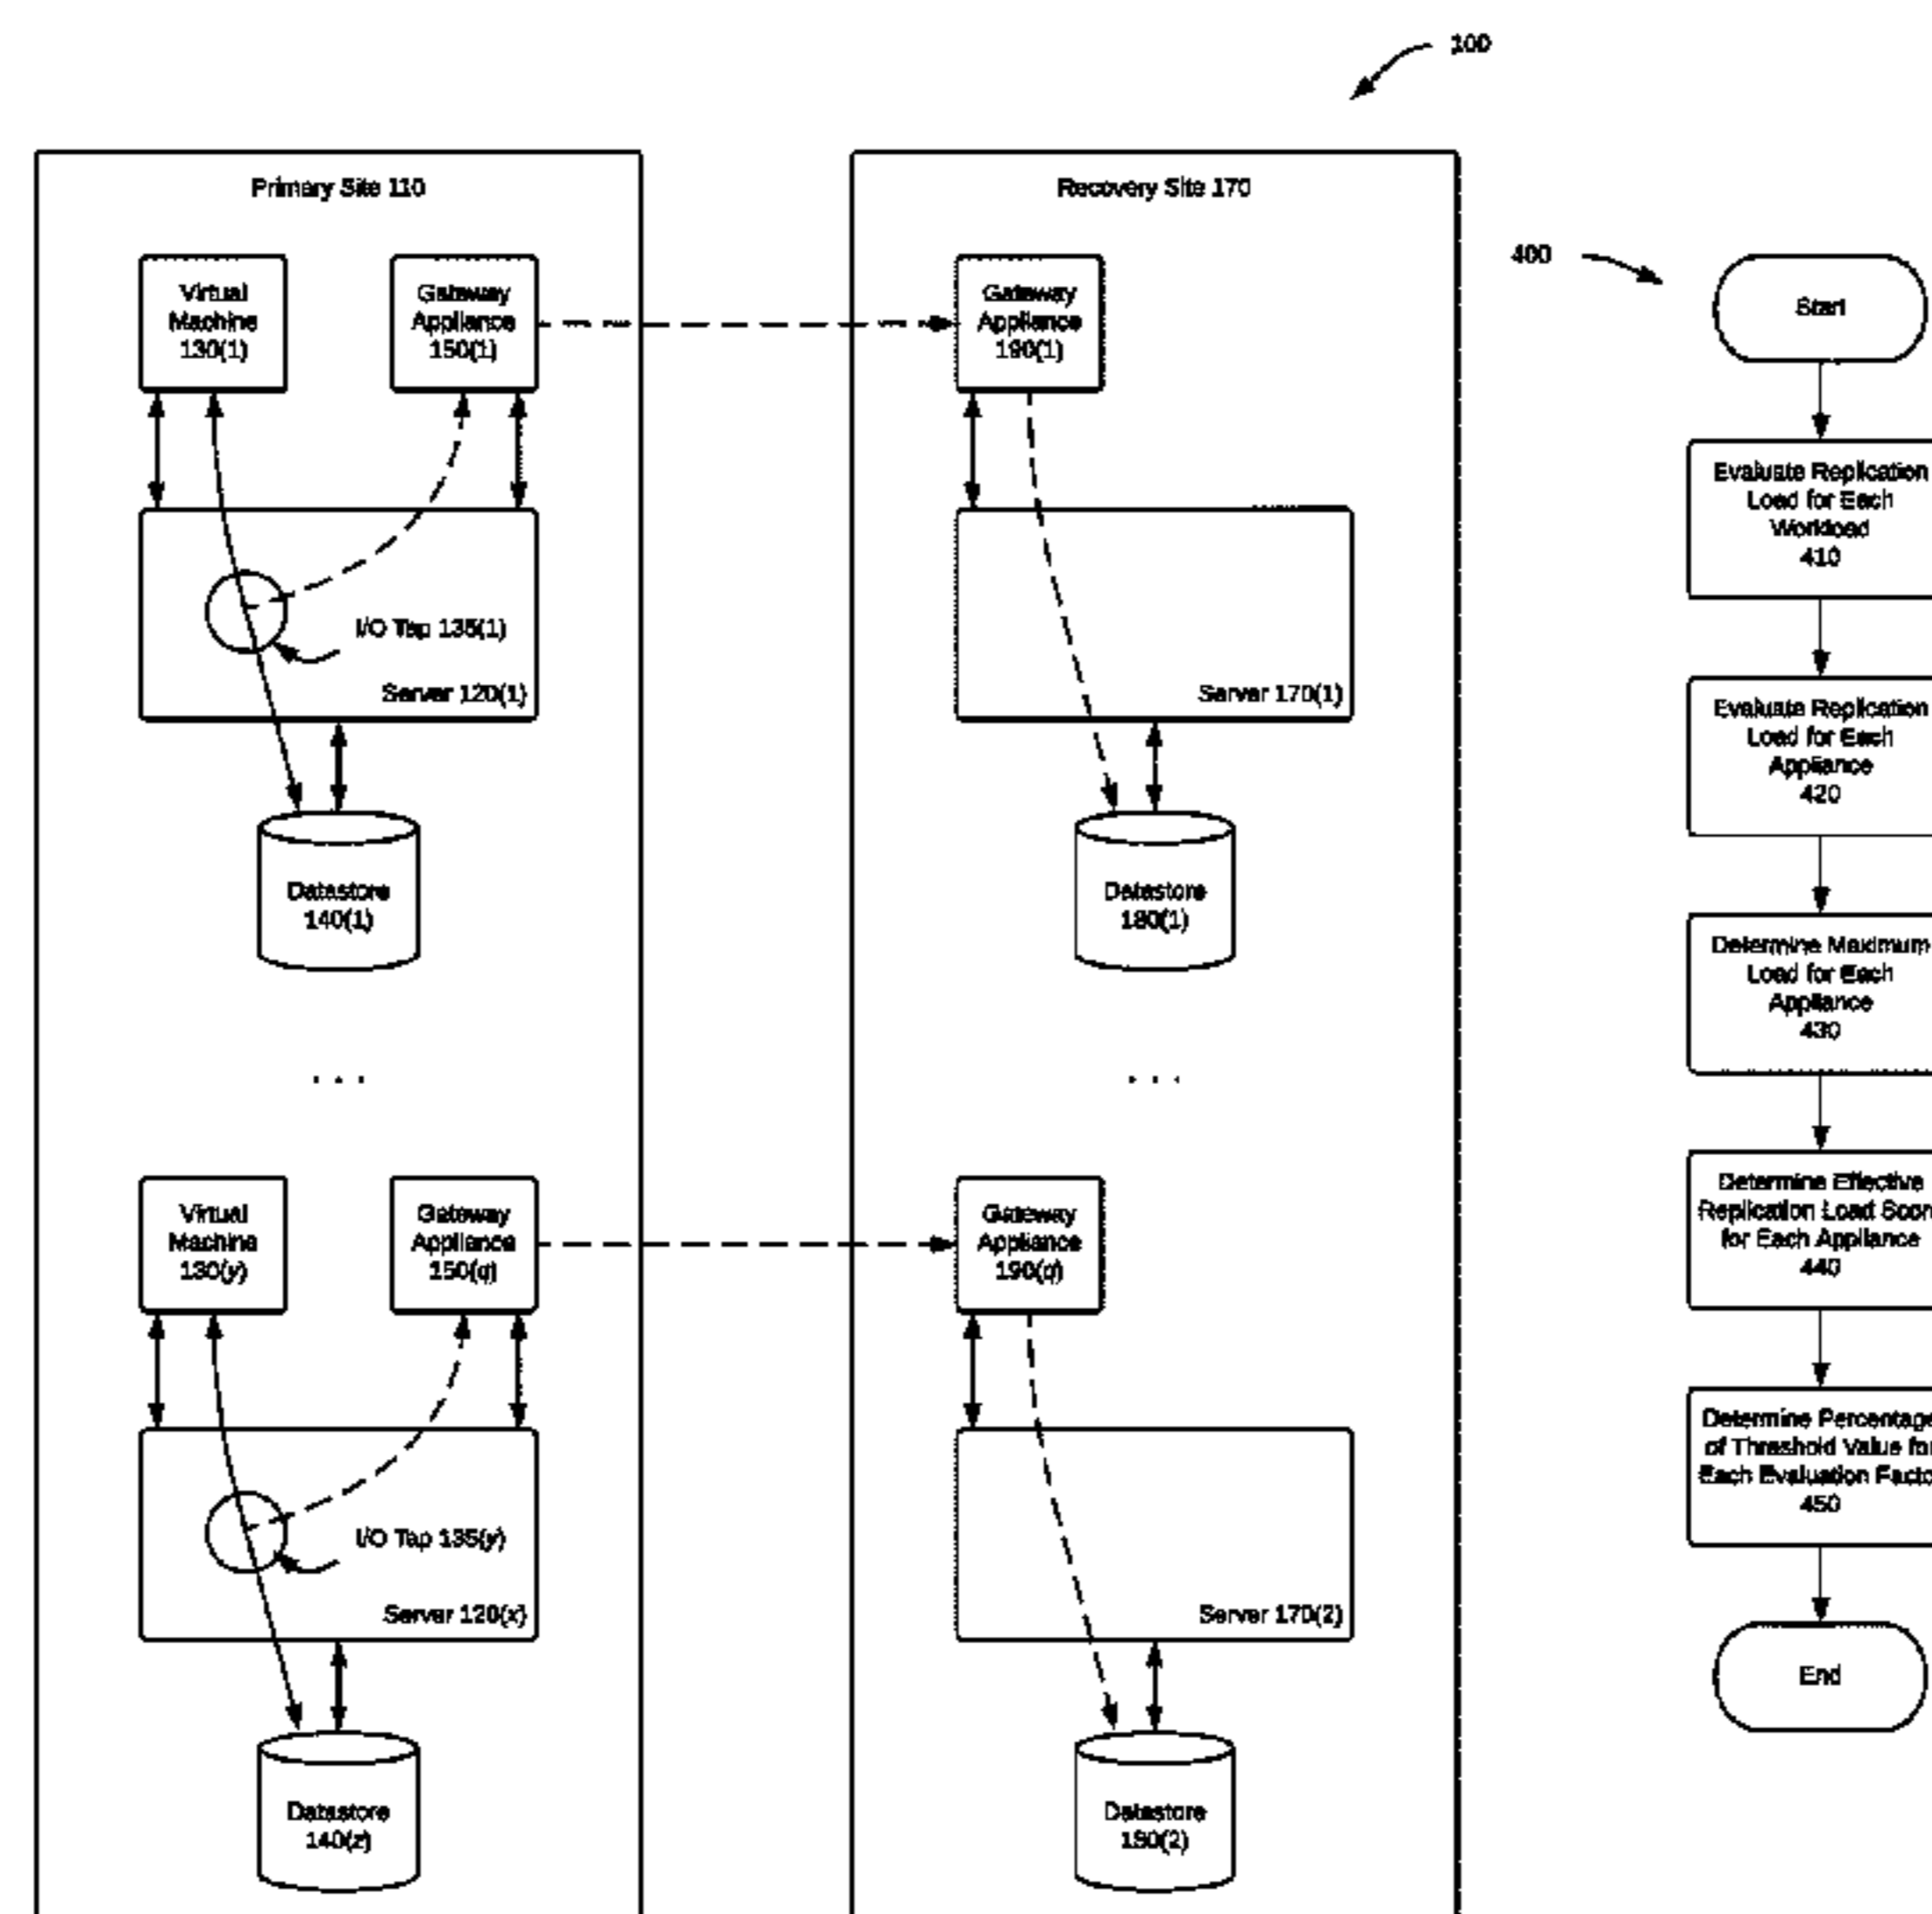 100
Primary Site 110
Virtual
Machine
130(1)
Gateway
Appliance
150(1)
I/O Tap 135(1)
Server 120(1)
Datastore
140(1)
. . .
Virtual
Machine
130(y)
Gateway
Appliance
150(q)
I/O Tap 135(y)
Server 120(x)
Datastore
140(z)
Recovery Site 170
Gateway
Appliance
190(1)
Server 170(1)
Datastore
180(1)
. . .
Gateway
Appliance
190(q)
Server 170(2)
Datastore
180(2)
400
Start
Evaluate Replication
Load for Each
Workload
410
Evaluate Replication
Load for Each
Appliance
420
Determine Maximum
Load for Each
Appliance
430
Determine Effective
Replication Load Scor
for Each Appliance
440
Determine Percentage
of Threshold Value for
Each Evaluation Facto
450
End